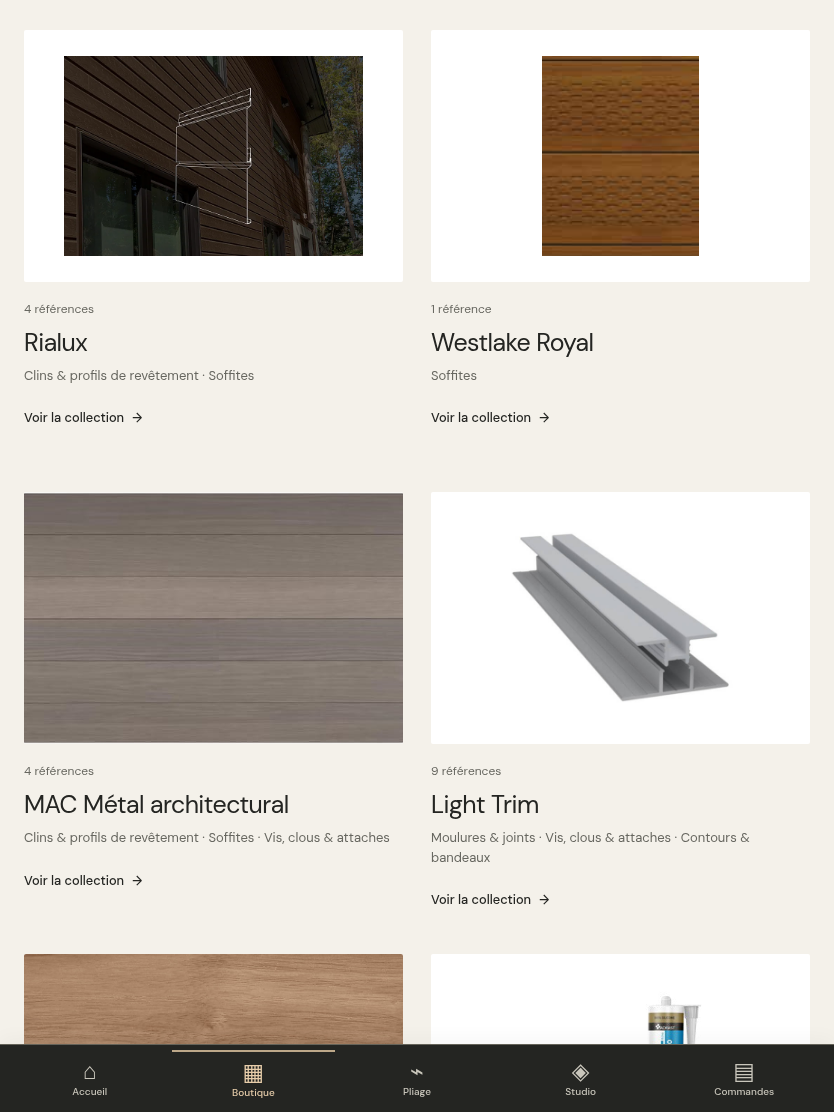 4 références
Rialux
Clins & profils de revêtement · Soffites
Voir la collection →
1 référence
Westlake Royal
Soffites
Voir la collection →
4 références
MAC Métal architectural
Clins & profils de revêtement · Soffites · Vis, clous & attaches
Voir la collection →
9 références
Light Trim
Moulures & joints · Vis, clous & attaches · Contours &
bandeaux
Voir la collection →
Accueil
Boutique
Pliage
Studio
Commandes